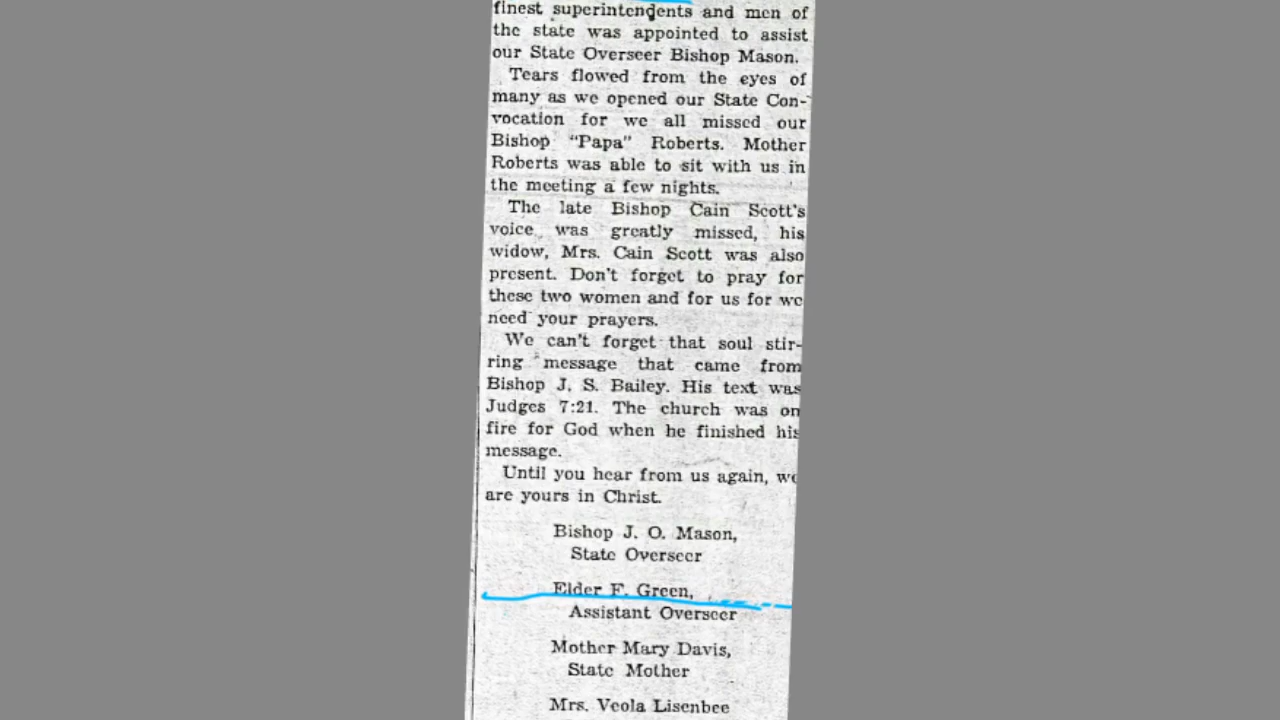 finest superintendents and men of
the state was appointed to assist
our State Overseer Bishop Mason.
Tears flowed from the eyes of
many as we opened our State Con-
vocation for we all missed our
Bishop "Papa" Roberts. Mother
Roberts was able to sit with us in
the meeting a few nights.
The late Bishop Cain Scott's
voice was greatly missed, his
widow, Mrs. Cain Scott was also
present. Don't forget to pray for
these two women and for us for we
need your prayers.
We can't forget that soul stir-
ring message that came from
Bishop J. S. Bailey. His text was
Judges 7:21. The church was on
fire for God when he finished his
message.
Until you hear from us again, we
are yours in Christ.
Bishop J. O. Mason,
State Overseer
Elder F. Green,
Assistant Overseer
Mother Mary Davis,
State Mother
Mrs. Veola Lisenbee